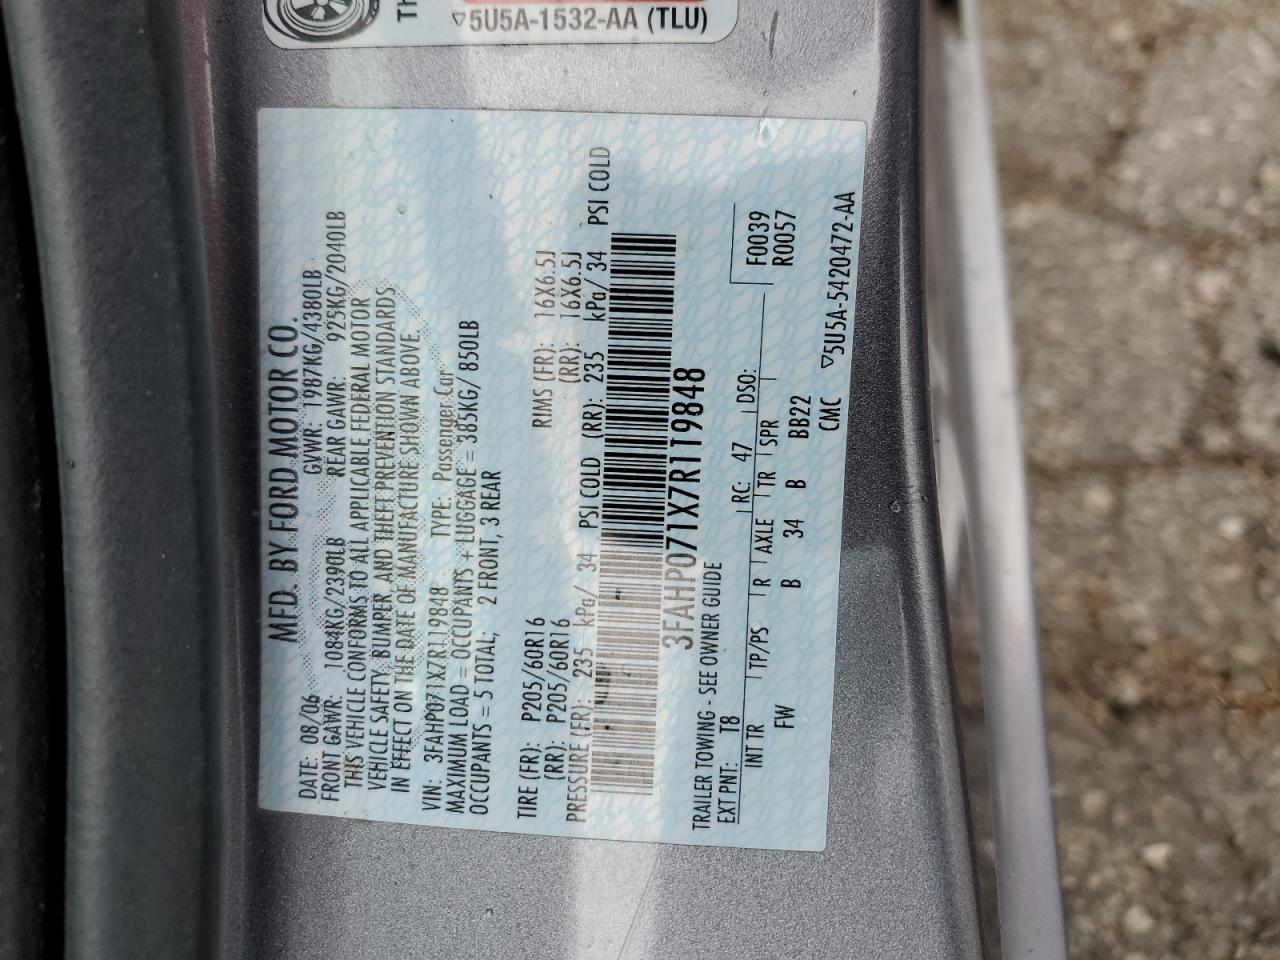 TH
▽5U5A-1532-AA (TLU)
MFD. BY FORD MOTOR CO.
DATE: 08/06 GVWR: 1987KG/4380LB
FRONT GAWR: 1084KG/2390LB REAR GAWR: 925KG/2040LB
THIS VEHICLE CONFORMS TO ALL APPLICABLE FEDERAL MOTOR
VEHICLE SAFETY, BUMPER, AND THEFT PREVENTION STANDARDS
IN EFFECT ON THE DATE OF MANUFACTURE SHOWN ABOVE.
VIN: 3FAHP071X7R119848 TYPE: Passenger Car
MAXIMUM LOAD = OCCUPANTS + LUGGAGE = 385KG/ 850LB
OCCUPANTS = 5 TOTAL, 2 FRONT, 3 REAR
TIRE (FR): P205/60R16 RIMS (FR): 16X6.5J
(RR): P205/60R16 (RR): 16X6.5J
PRESSURE (FR): 235 kPa/ 34 PSI COLD (RR): 235 kPa/ 34 PSI COLD
3FAHP071X7R119848
TRAILER TOWING - SEE OWNER GUIDE
EXT PNT: T8 RC: 47 DSO: F0039
INT TR TP/PS R AXLE TR SPR R0057
FW B 34 B BB22
CMC ▽5U5A-5420472-AA